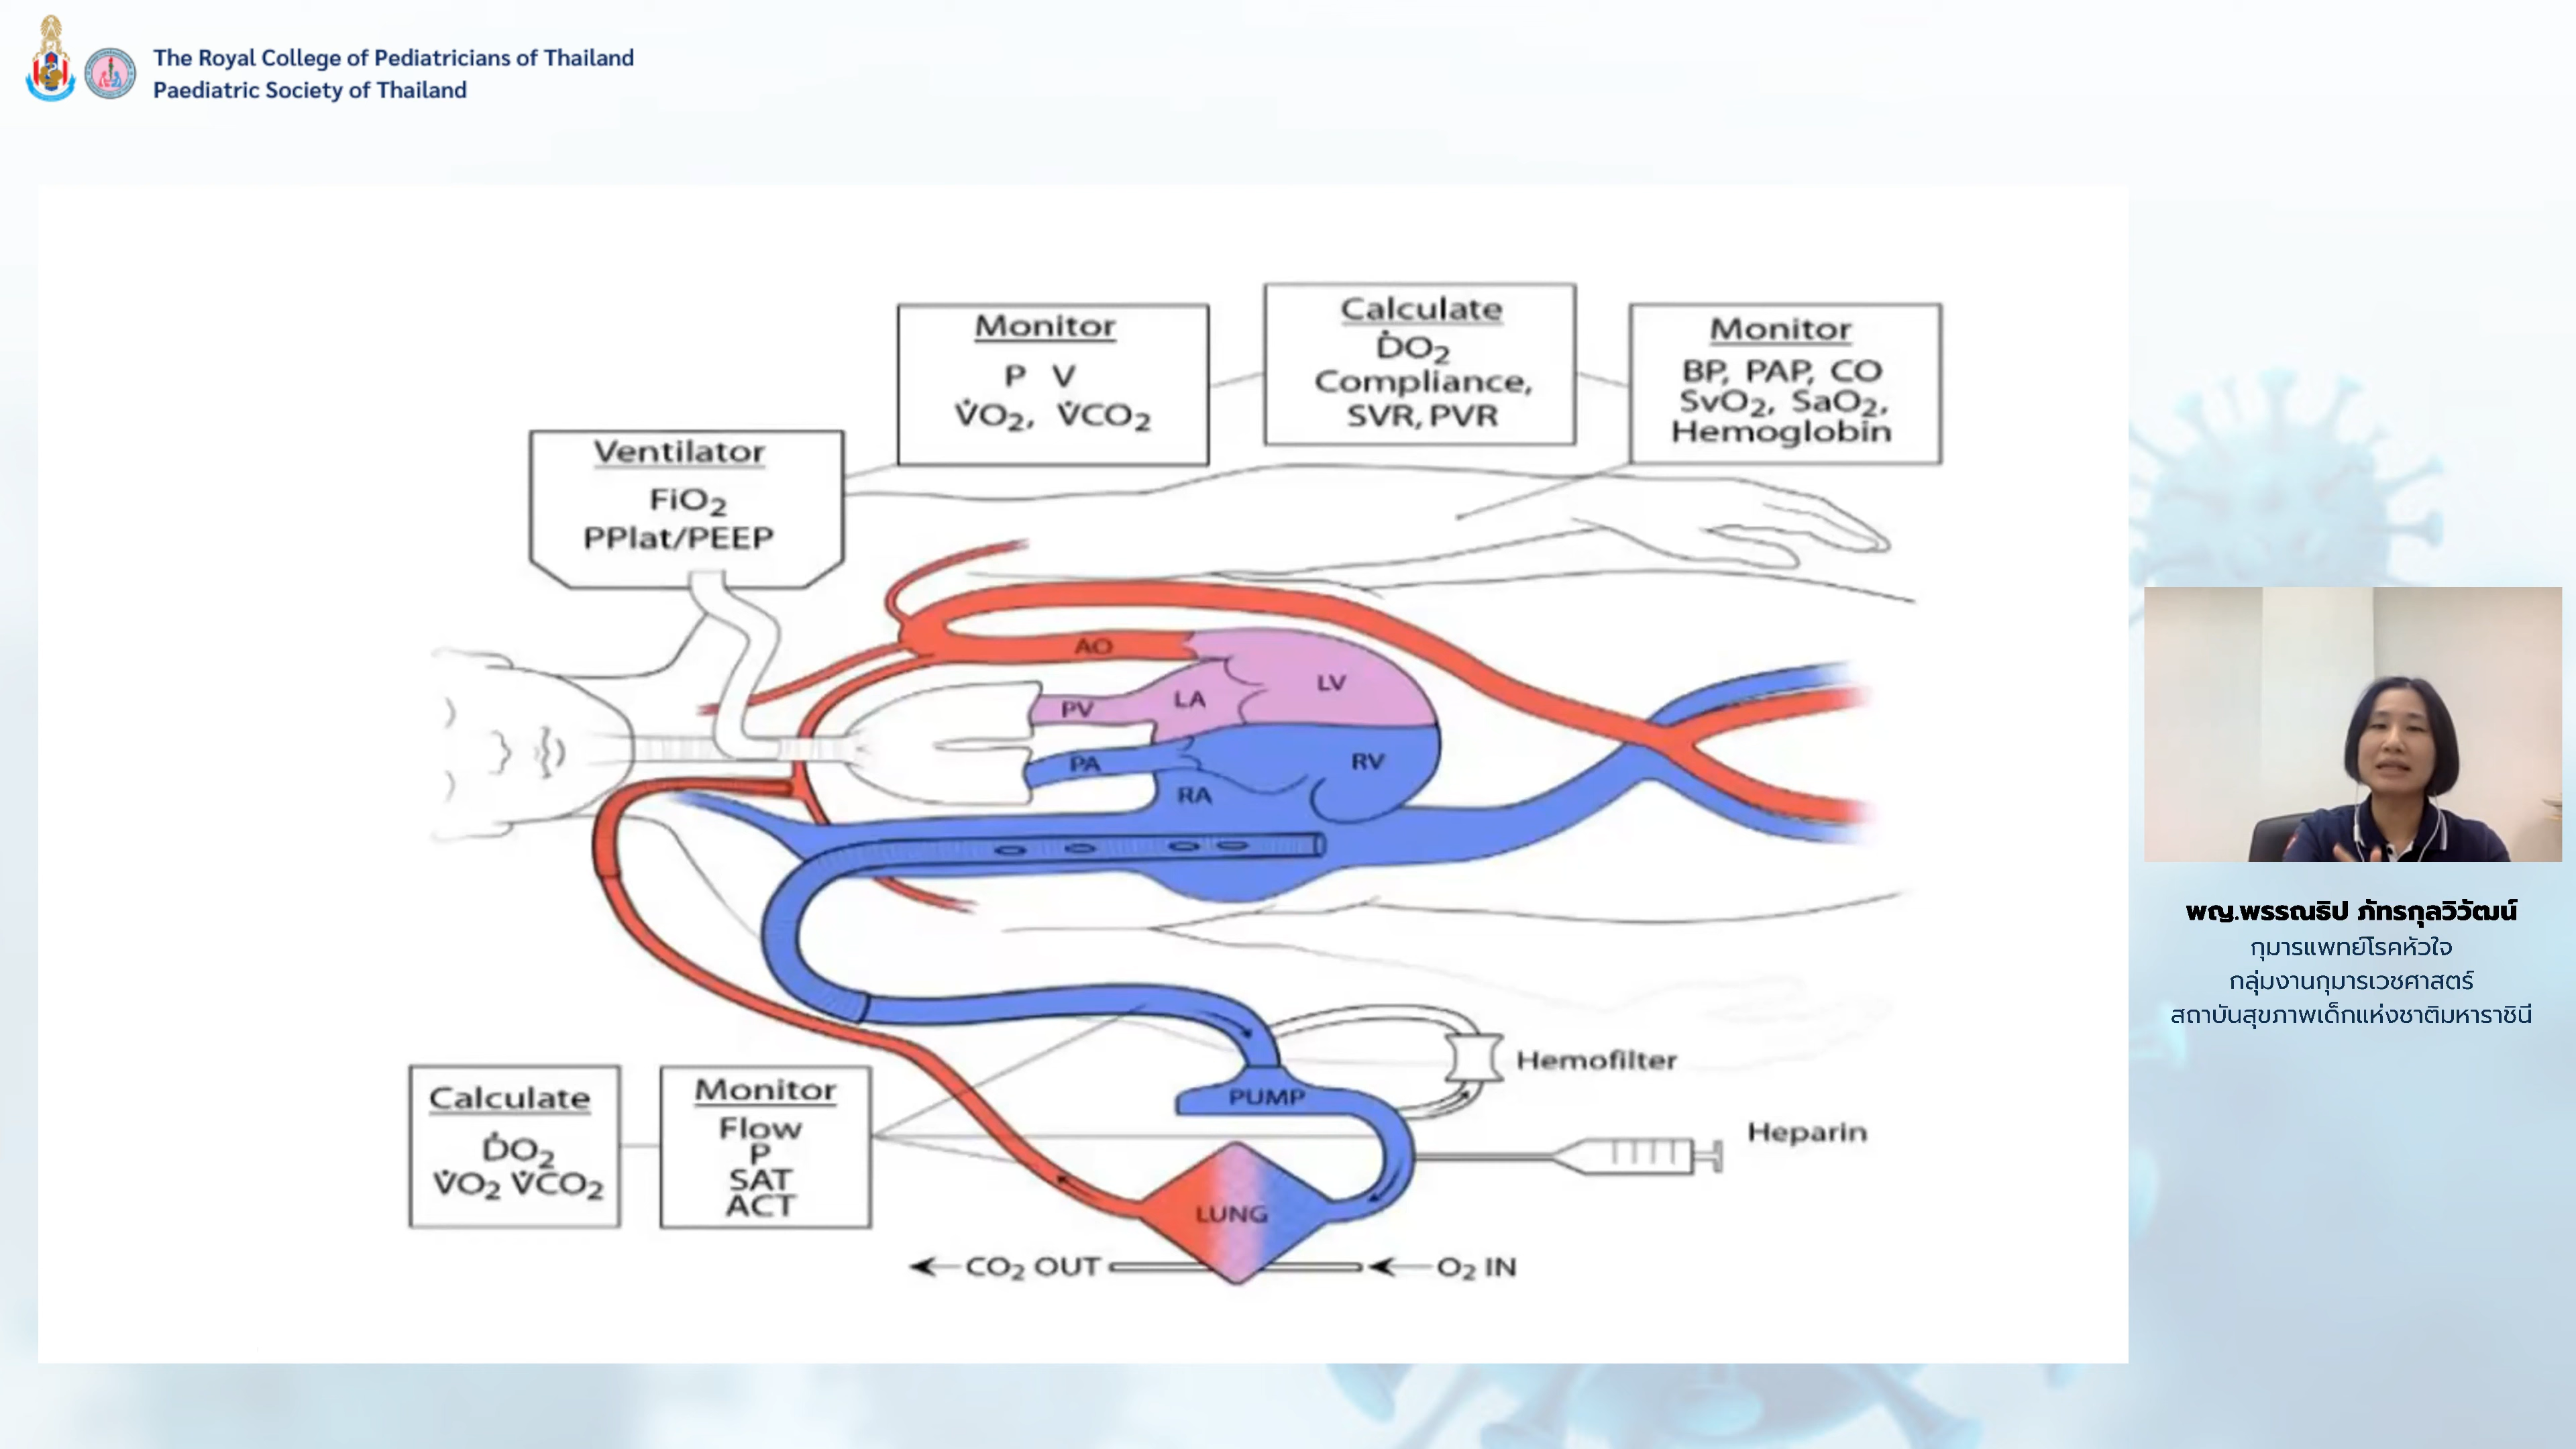 The Royal College of Pediatricians of Thailand
Paediatric Society of Thailand
Ventilator
FiO₂
PPlat/PEEP
Monitor
P V
V̇O₂, V̇CO₂
Calculate
ḊO₂
Compliance,
SVR, PVR
Monitor
BP, PAP, CO
SvO₂, SaO₂,
Hemoglobin
AO
LV
LA
PV
PA
RV
RA
พญ.พรรณธิป ภัทรกุลวิวัฒน์
กุมารแพทย์โรคหัวใจ
กลุ่มงานกุมารเวชศาสตร์
สถาบันสุขภาพเด็กแห่งชาติมหาราชินี
Calculate
ḊO₂
V̇O₂ V̇CO₂
Monitor
Flow
P
SAT
ACT
PUMP
Hemofilter
Heparin
LUNG
CO₂ OUT
O₂ IN